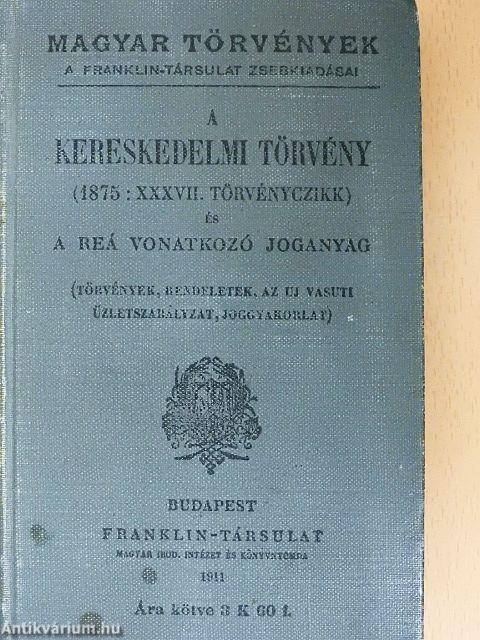 MAGYAR TÖRVÉNYEK
A FRANKLIN-TÁRSULAT ZSEBKIADÁSAI
A
KERESKEDELMI TÖRVÉNY
(1875 : XXXVII. TÖRVÉNYCZIKK)
ÉS
A REÁ VONATKOZÓ JOGANYAG
(TÖRVÉNYEK, RENDELETEK, AZ UJ VASUTI
ÜZLETSZABÁLYZAT, JOGGYAKORLAT)
BUDAPEST
FRANKLIN-TÁRSULAT
MAGYAR IROD. INTÉZET ÉS KÖNYVNYOMDA
1911
Ára kötve 3 K 60 f.
Antikvárium.hu